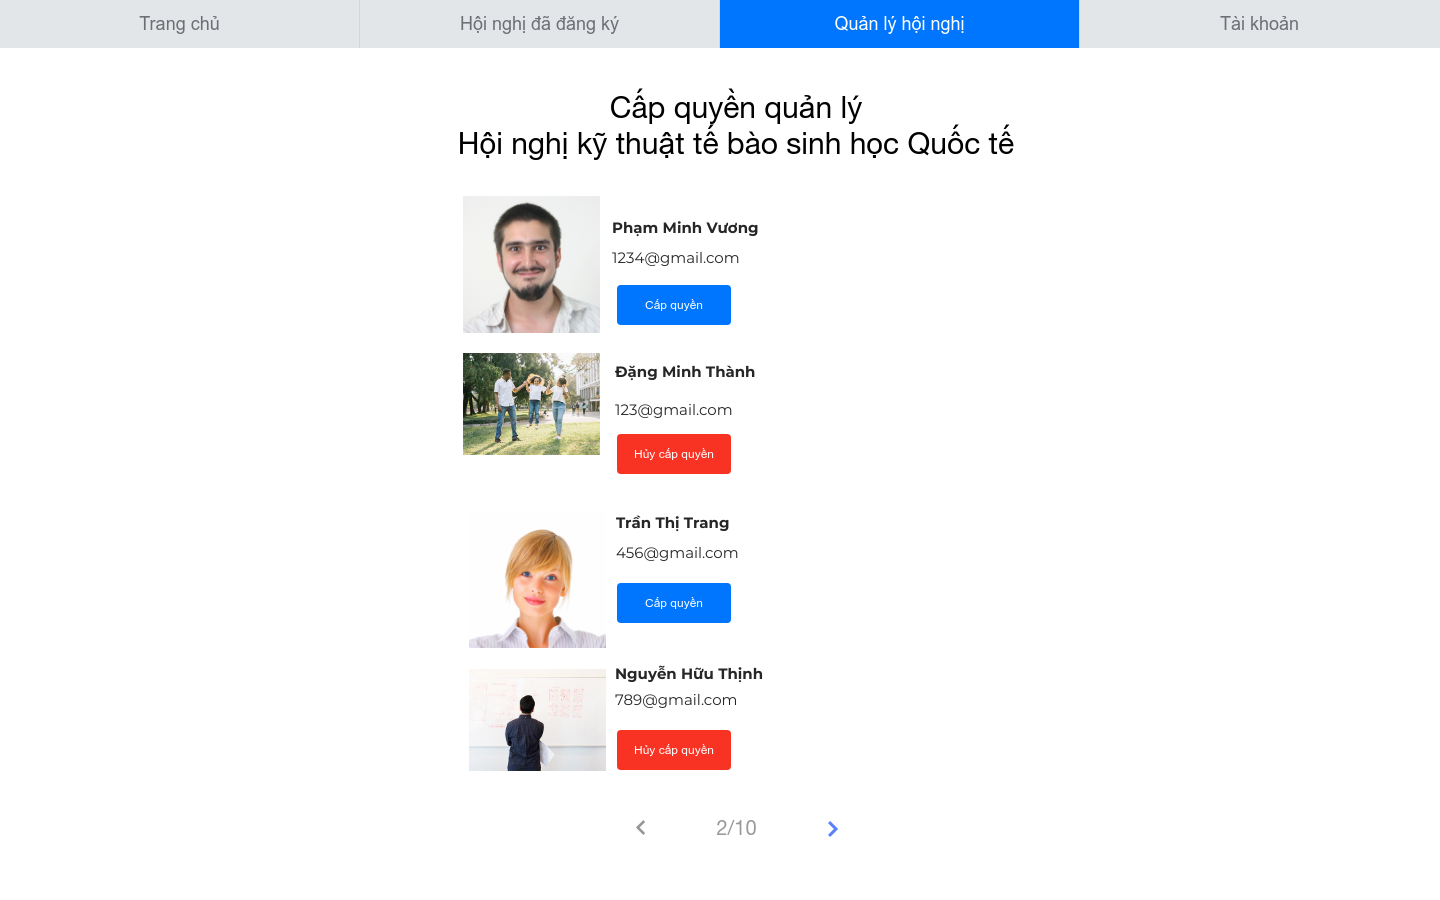 Trang chủ
Hội nghị đã đăng ký
Quản lý hội nghị
Tài khoản
Cấp quyền quản lý
Hội nghị kỹ thuật tế bào sinh học Quốc tế
Phạm Minh Vương
1234@gmail.com
Cấp quyền
Đặng Minh Thành
123@gmail.com
Hủy cấp quyền
Trần Thị Trang
456@gmail.com
Cấp quyền
Nguyễn Hữu Thịnh
789@gmail.com
Hủy cấp quyền
2/10